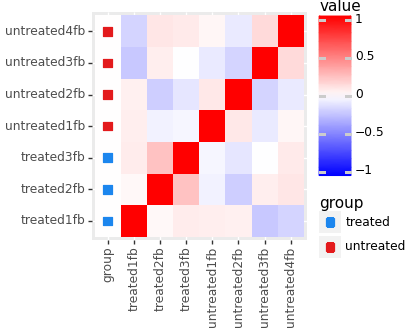 value
untreated4fb
untreated3fb
untreated2fb
untreated1fb
treated3fb
treated2fb
treated1fb
1
0.5
0
−0.5
−1
group
treated
untreated
group
treated1fb
treated2fb
treated3fb
untreated1fb
untreated2fb
untreated3fb
untreated4fb